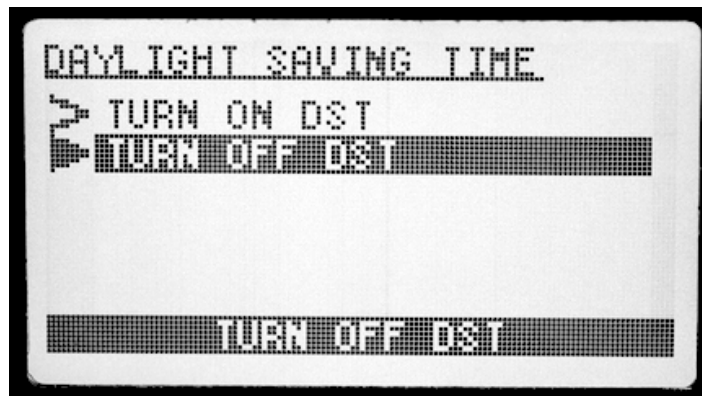 DAYLIGHT SAVING TIME
TURN ON DST
TURN OFF DST
TURN OFF DST